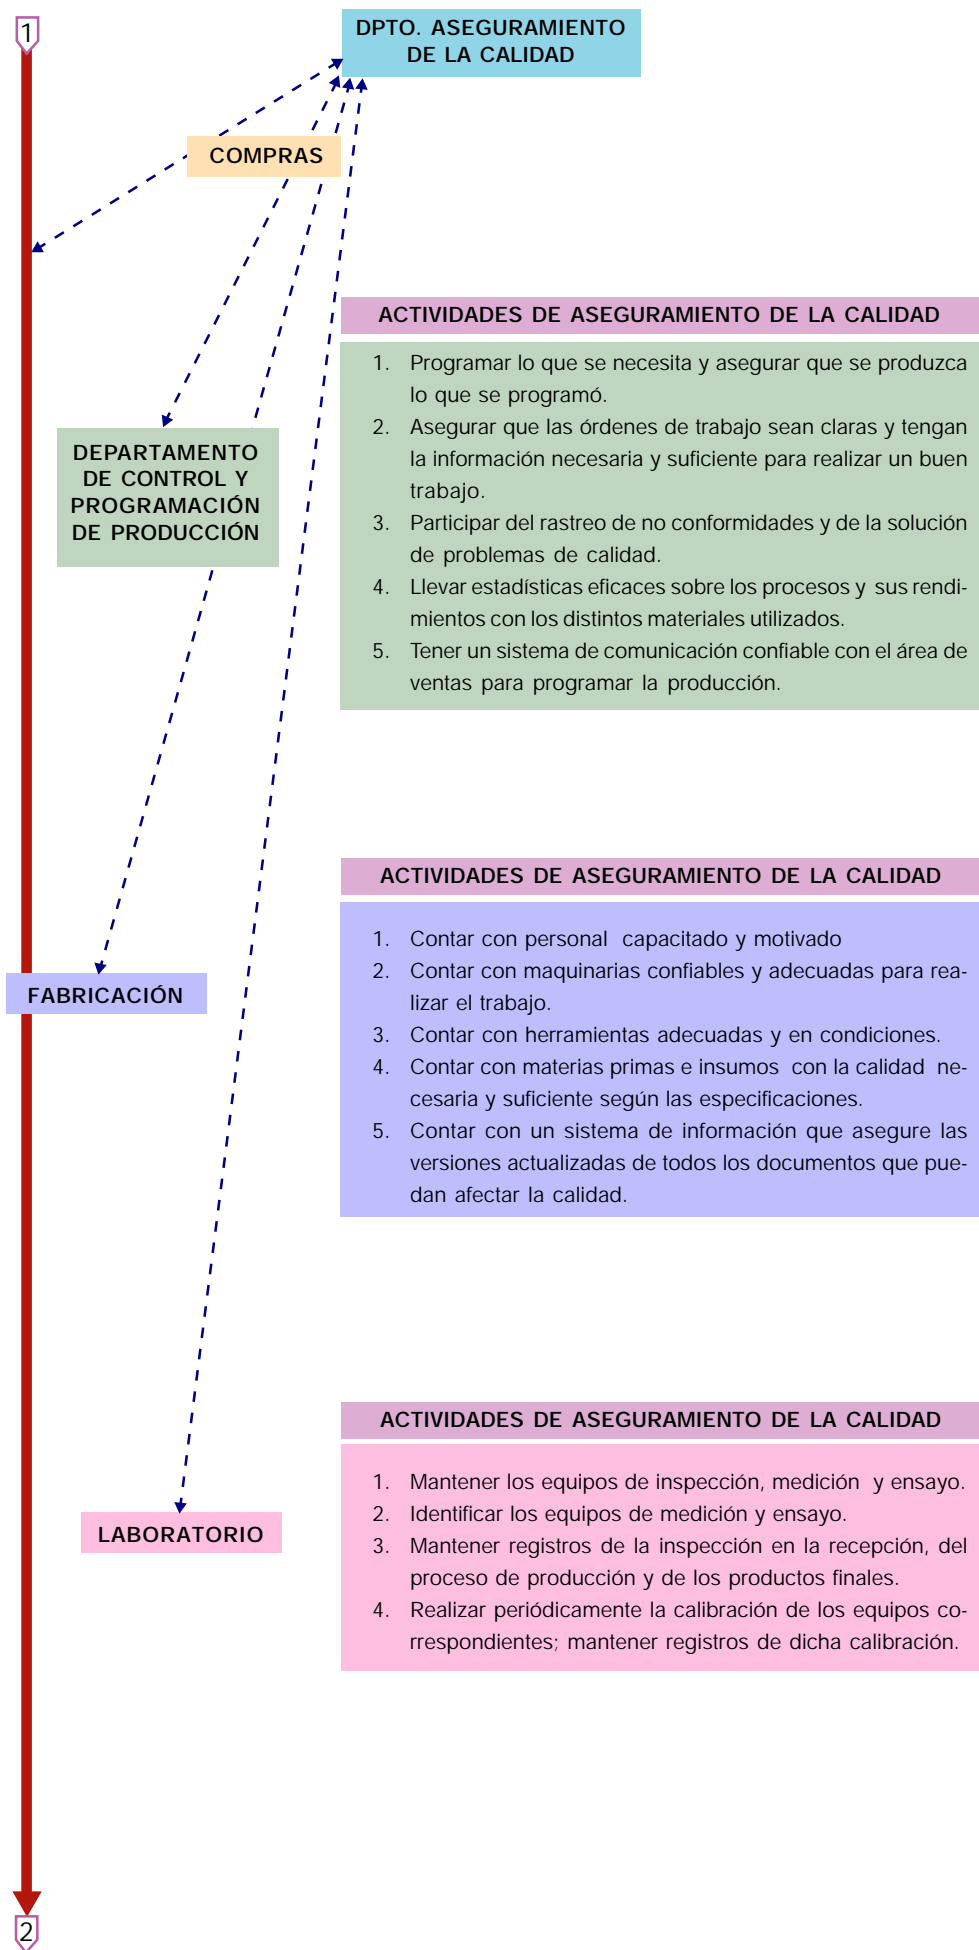 1
DPTO. ASEGURAMIENTO
DE LA CALIDAD
COMPRAS
ACTIVIDADES DE ASEGURAMIENTO DE LA CALIDAD
1. Programar lo que se necesita y asegurar que se produzca
lo que se programó.
2. Asegurar que las órdenes de trabajo sean claras y tengan
la información necesaria y suficiente para realizar un buen
trabajo.
3. Participar del rastreo de no conformidades y de la solución
de problemas de calidad.
4. Llevar estadísticas eficaces sobre los procesos y sus rendi-
mientos con los distintos materiales utilizados.
5. Tener un sistema de comunicación confiable con el área de
ventas para programar la producción.
DEPARTAMENTO
DE CONTROL Y
PROGRAMACIÓN
DE PRODUCCIÓN
ACTIVIDADES DE ASEGURAMIENTO DE LA CALIDAD
1. Contar con personal capacitado y motivado
2. Contar con maquinarias confiables y adecuadas para rea-
lizar el trabajo.
3. Contar con herramientas adecuadas y en condiciones.
4. Contar con materias primas e insumos con la calidad ne-
cesaria y suficiente según las especificaciones.
5. Contar con un sistema de información que asegure las
versiones actualizadas de todos los documentos que pue-
dan afectar la calidad.
FABRICACIÓN
ACTIVIDADES DE ASEGURAMIENTO DE LA CALIDAD
1. Mantener los equipos de inspección, medición y ensayo.
2. Identificar los equipos de medición y ensayo.
3. Mantener registros de la inspección en la recepción, del
proceso de producción y de los productos finales.
4. Realizar periódicamente la calibración de los equipos co-
rrespondientes; mantener registros de dicha calibración.
LABORATORIO
2